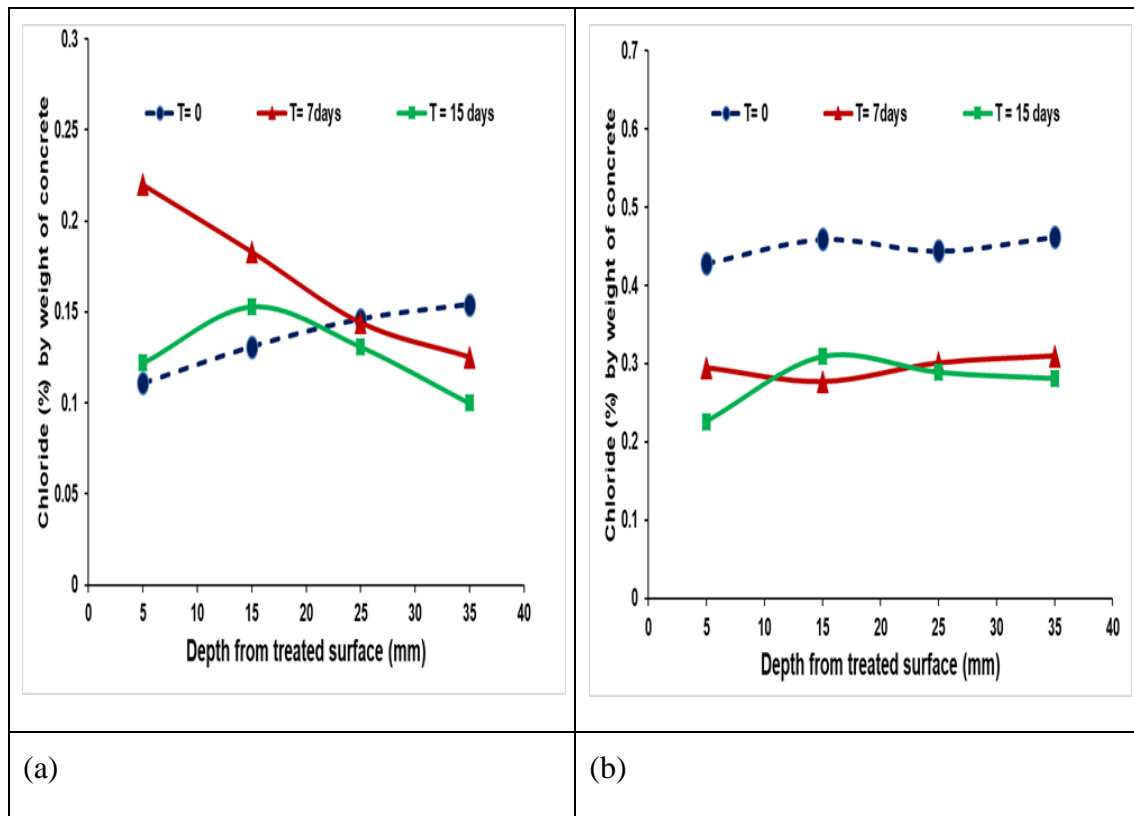 Chloride (%) by weight of concrete
0.3
0.25
0.2
0.15
0.1
0.05
0
T= 0 T= 7days T = 15 days
0 5 10 15 20 25 30 35 40
Depth from treated surface (mm)
(a)
Chloride (%) by weight of concrete
0.7
0.6
0.5
0.4
0.3
0.2
0.1
0
T= 0 T= 7days T = 15 days
0 5 10 15 20 25 30 35 40
Depth from treated surface (mm)
(b)